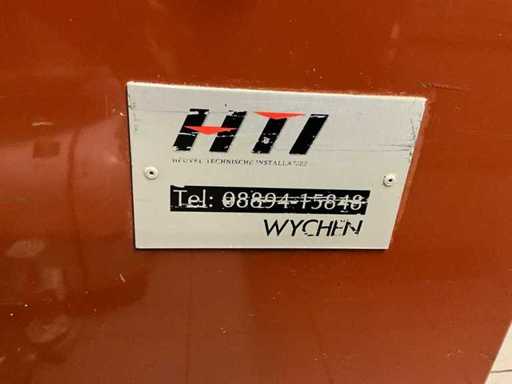 HTI
HEUVEL TECHNISCHE INSTALLATIES
Tel: 08894-15848
WYCHEN